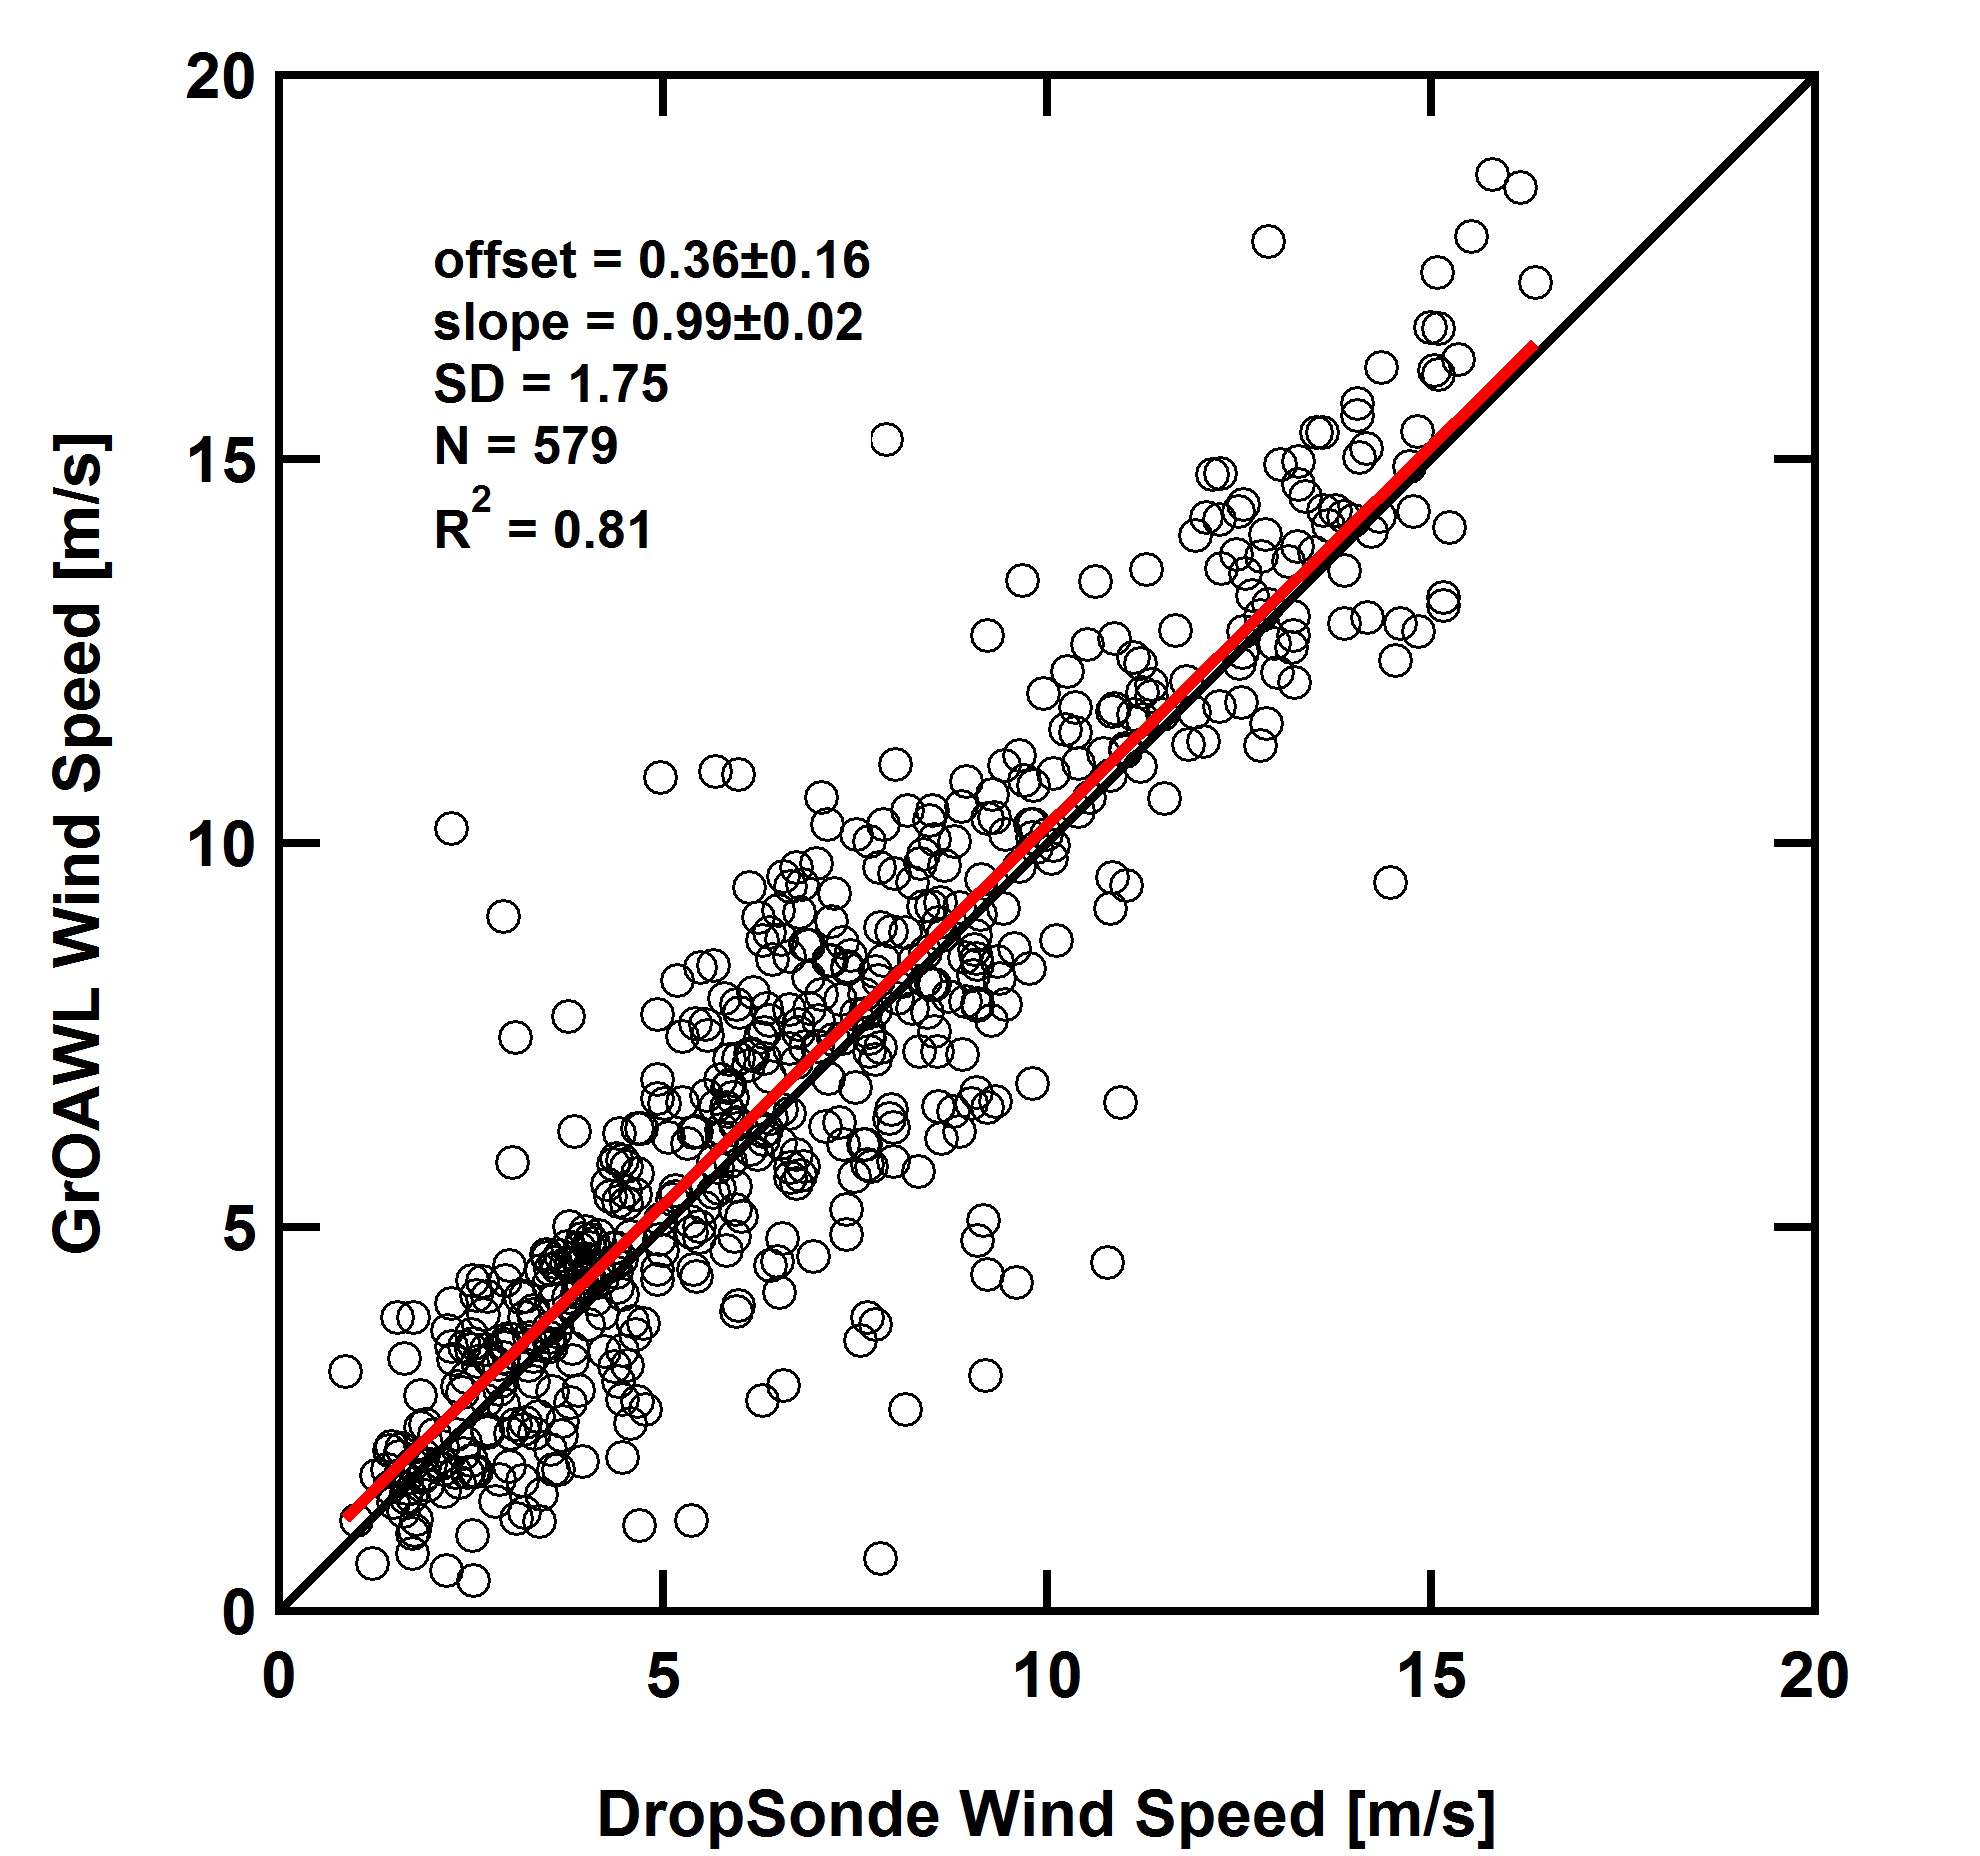 20
15
10
5
0
0 5 10 15 20
GrOAWL Wind Speed [m/s]
DropSonde Wind Speed [m/s]
offset = 0.36±0.16
slope = 0.99±0.02
SD = 1.75
N = 579
R² = 0.81